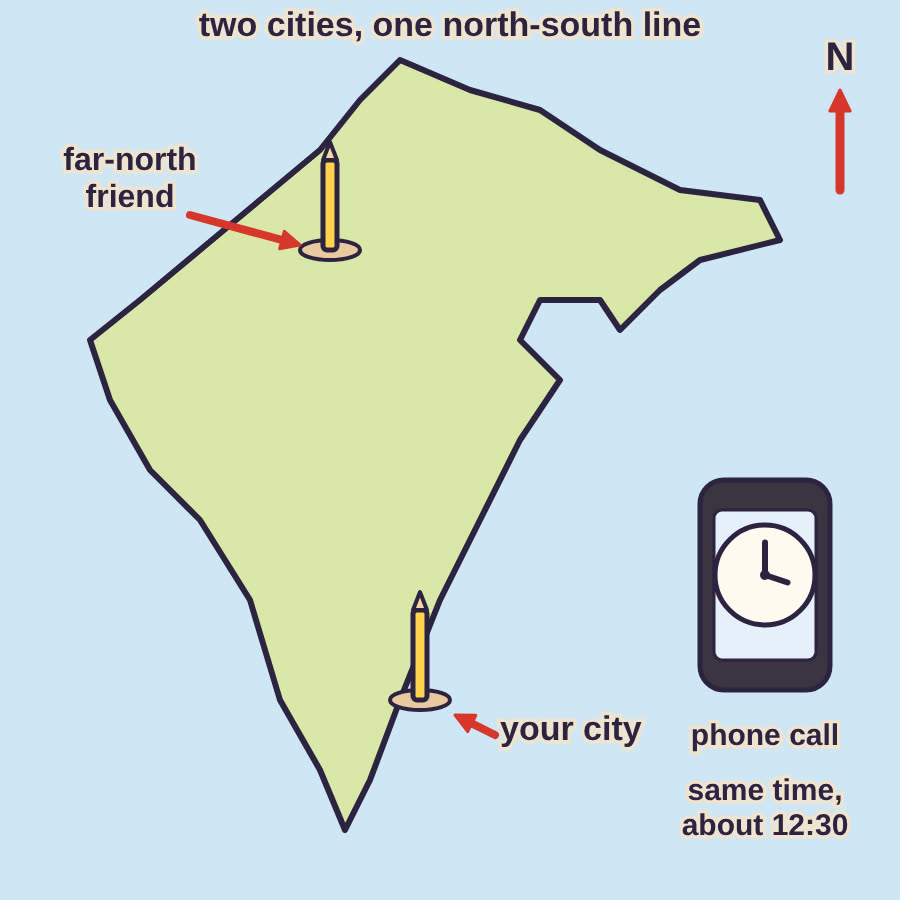 two cities, one north-south line
N
far-north
friend
your city
phone call
same time,
about 12:30